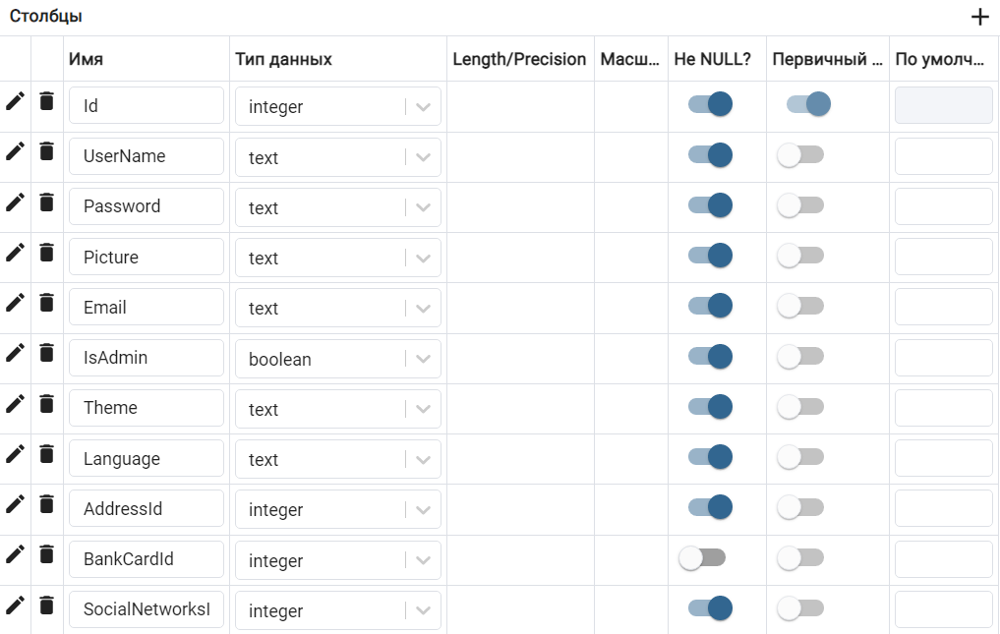 Столбцы
Имя Тип данных Length/Precision Масш... Не NULL? Первичный ... По умолч...
Id integer
UserName text
Password text
Picture text
Email text
IsAdmin boolean
Theme text
Language text
AddressId integer
BankCardId integer
SocialNetworksI integer